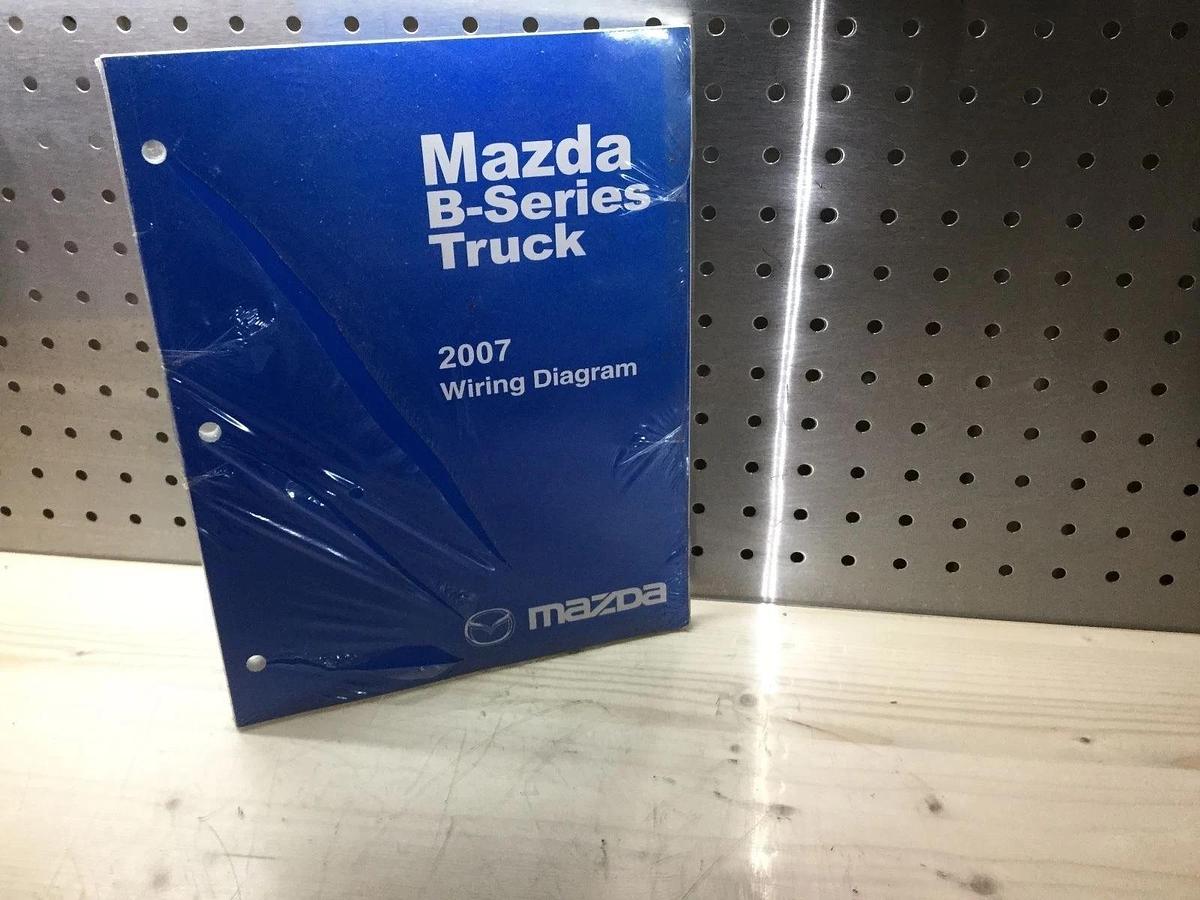 Mazda
B-Series
Truck
2007
Wiring Diagram
mazda